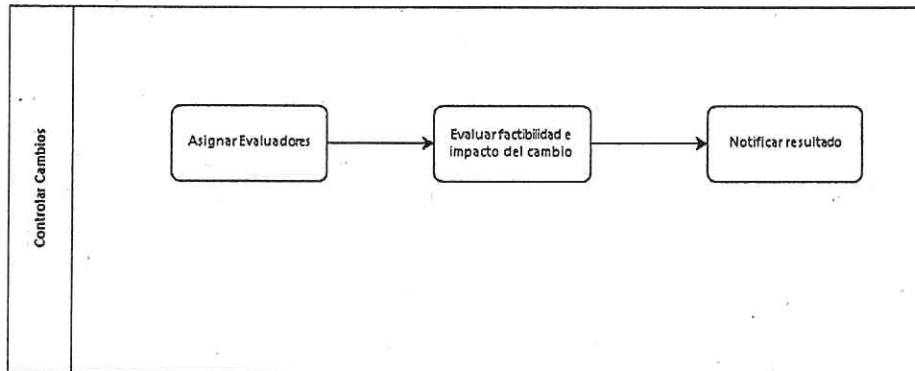 Controlar Cambios
Asignar Evaluadores
Evaluar factibilidad e
impacto del cambio
Notificar resultado